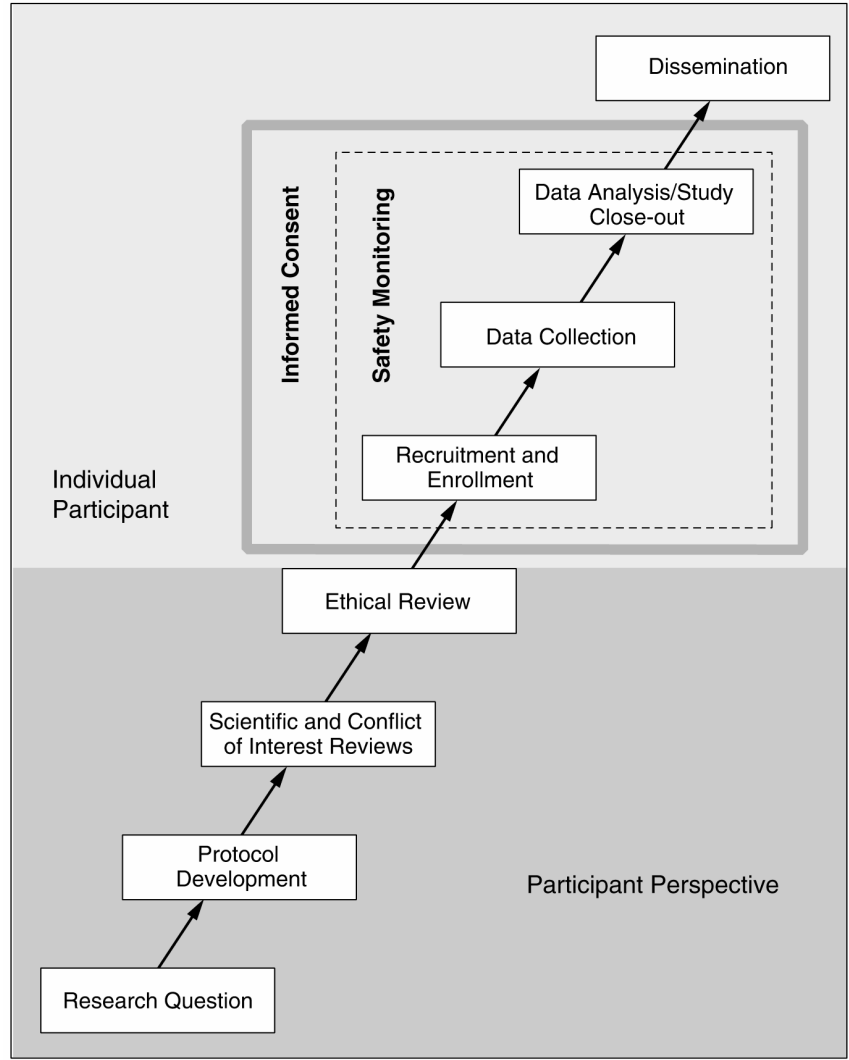 Dissemination
Informed Consent
Safety Monitoring
Data Analysis/Study
Close-out
Data Collection
Recruitment and
Enrollment
Individual
Participant
Ethical Review
Scientific and Conflict
of Interest Reviews
Protocol
Development
Participant Perspective
Research Question